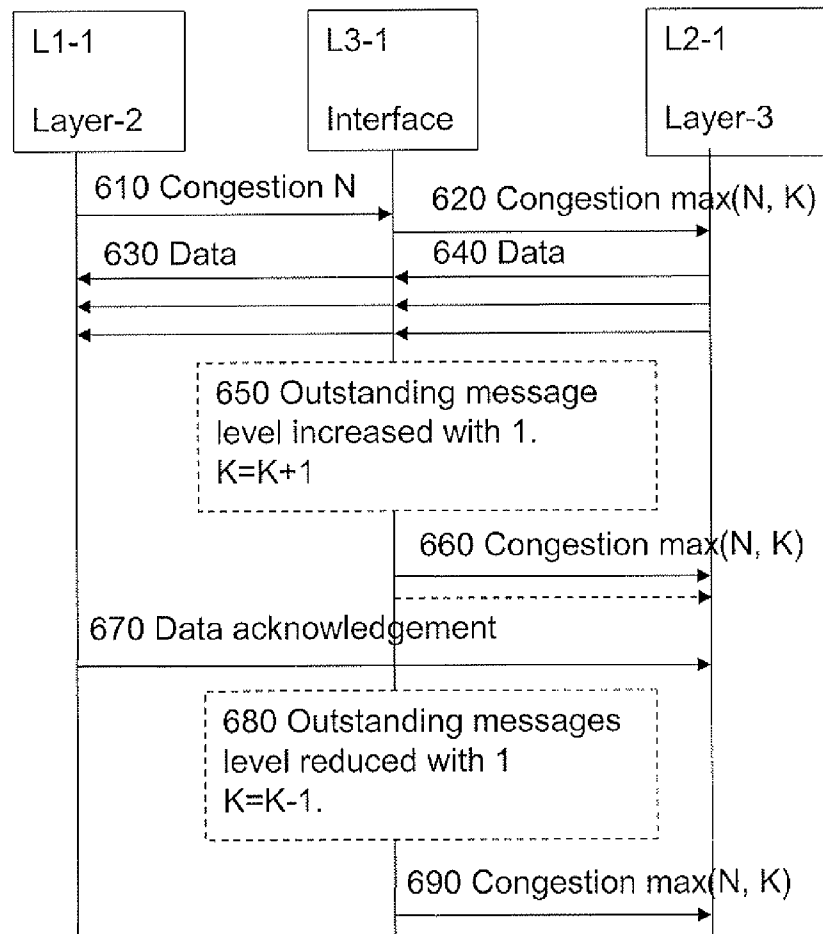 L1-1
Layer-2
L3-1
Interface
L2-1
Layer-3
610 Congestion N
620 Congestion max(N, K)
630 Data
640 Data
650 Outstanding message
level increased with 1.
K=K+1
660 Congestion max(N, K)
670 Data acknowledgement
680 Outstanding messages
level reduced with 1
K=K-1.
690 Congestion max(N, K)